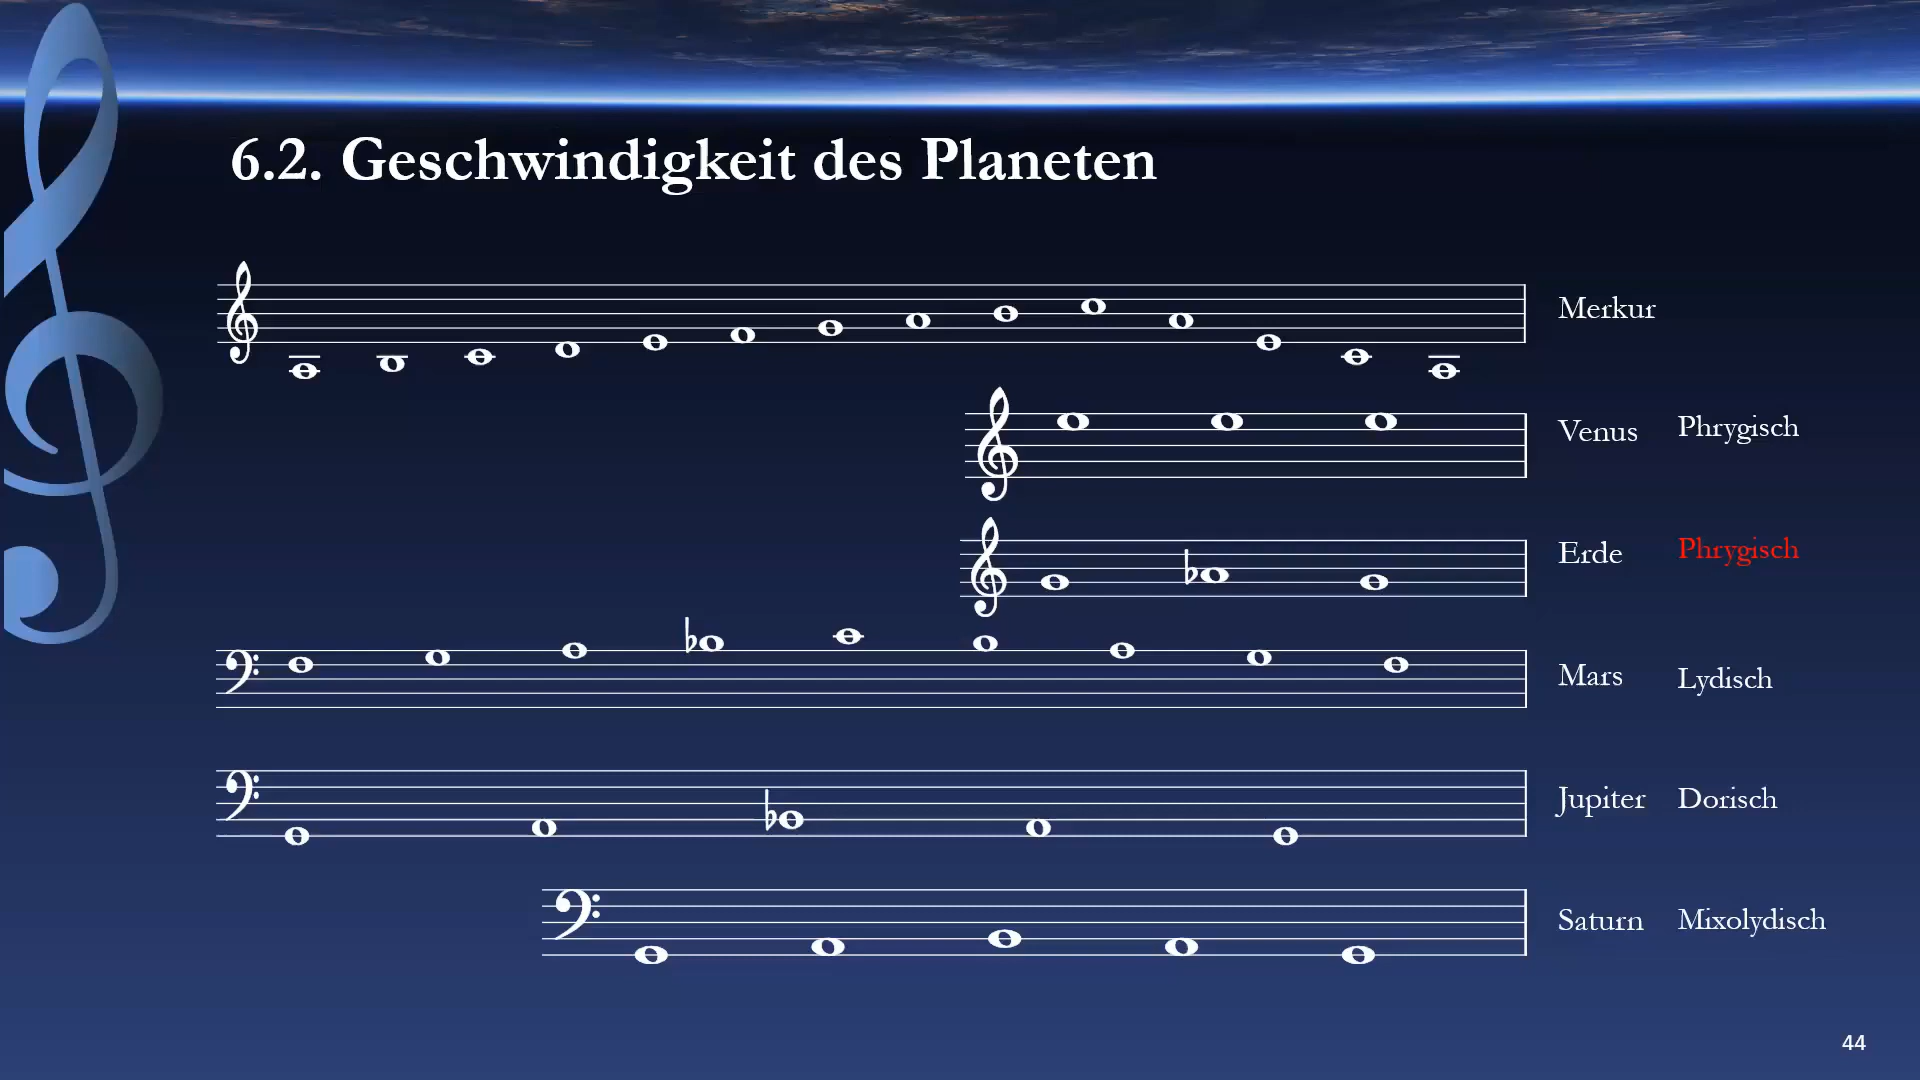 6.2. Geschwindigkeit des Planeten
Merkur
Venus Phrygisch
Erde Phrygisch
Mars Lydisch
Jupiter Dorisch
Saturn Mixolydisch
44